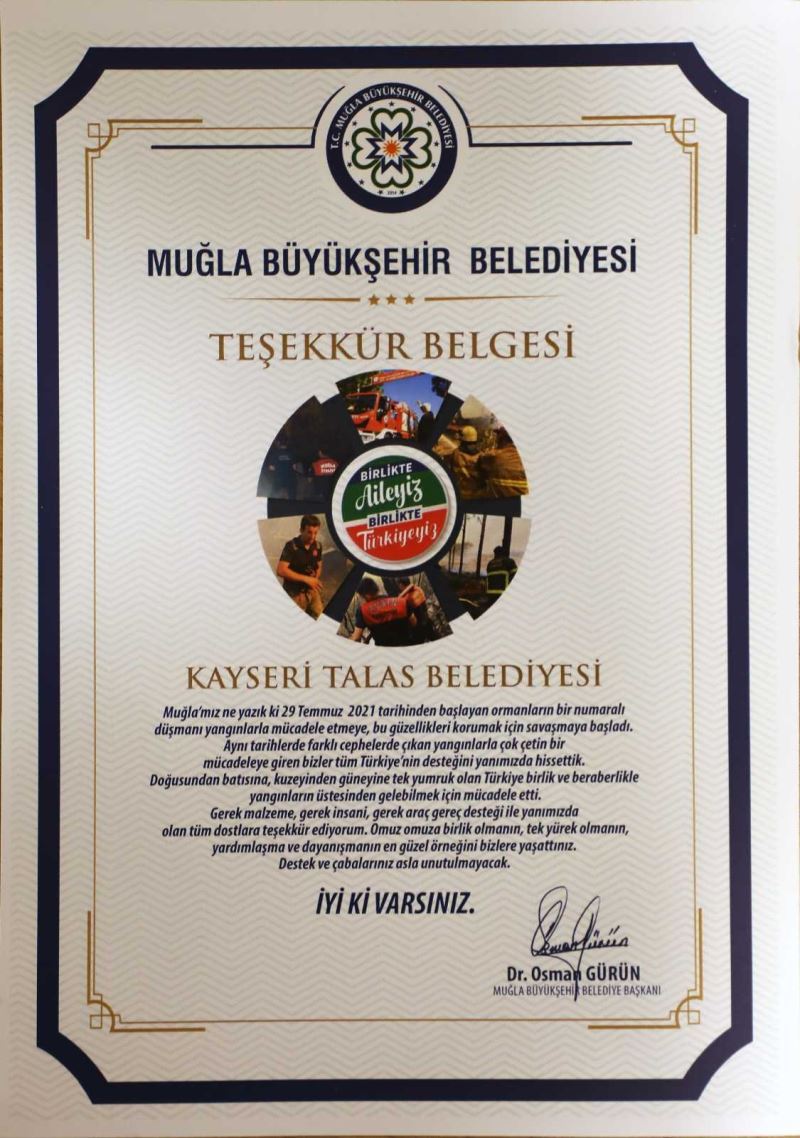 T.C. MUĞLA BÜYÜKŞEHİR BELEDİYESİ
2014
MUĞLA BÜYÜKŞEHİR BELEDİYESİ
TEŞEKKÜR BELGESİ
BİRLİKTE
Aileyiz
BİRLİKTE
Türkiyeyiz
KAYSERİ TALAS BELEDİYESİ
Muğla'mız ne yazık ki 29 Temmuz 2021 tarihinden başlayan ormanların bir numaralı
düşmanı yangınlarla mücadele etmeye, bu güzellikleri korumak için savaşmaya başladı.
Aynı tarihlerde farklı cephelerde çıkan yangınlarla çok çetin bir
mücadeleye giren bizler tüm Türkiye'nin desteğini yanımızda hissettik.
Doğusundan batısına, kuzeyinden güneyine tek yumruk olan Türkiye birlik ve beraberlikle
yangınların üstesinden gelebilmek için mücadele etti.
Gerek malzeme, gerek insani, gerek araç gereç desteği ile yanımızda
olan tüm dostlara teşekkür ediyorum. Omuz omuza birlik olmanın, tek yürek olmanın,
yardımlaşma ve dayanışmanın en güzel örneğini bizlere yaşattınız.
Destek ve çabalarınız asla unutulmayacak.
İYİ Kİ VARSINIZ.
Osman Gürün
Dr. Osman GÜRÜN
MUĞLA BÜYÜKŞEHİR BELEDİYE BAŞKANI